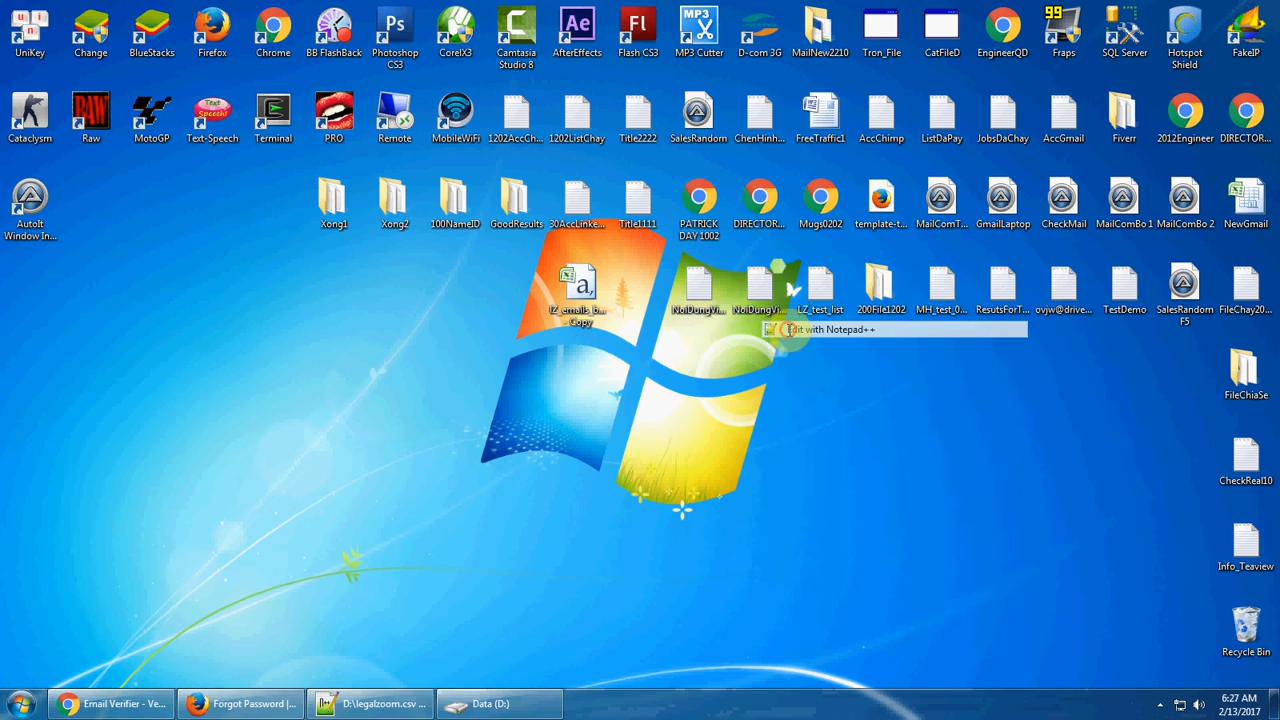 UniKey
Change
BlueStacks
Firefox
Chrome
BB FlashBack
Photoshop
CS3
CorelX3
Camtasia
Studio 8
AfterEffects
Flash CS3
MP3 Cutter
D-com 3G
MailNew2210
Tron_File
CatFileD
EngineerQD
99
Fraps
SQL Server
Hotspot
Shield
FakeIP
Cataclysm
Raw
MotoGP
Text-Speech
Terminal
PRO
Remote
MobileWiFi
1202AccCh...
1202ListChay
Title2222
SalesRandom
ChenHinh...
FreeTraffic1
AccChimp
ListDaPay
JobsDaChay
AccGmail
Fiverr
2012Engineer
DIRECTOR...
AutoIt
Window In...
Xong1
Xong2
100NameID
GoodResults
30AccLinke...
Title1111
PATRICK
DAY 1002
DIRECTOR...
Mugs0202
template-t...
MailComT...
GmailLaptop
CheckMail
MailComBo 1
MailComBo 2
NewGmail
lZ_emails_b...
- Copy
NoiDungVi...
NoiDungVi...
LZ_test_list
200File1202
MH_test_0...
ResutsForT...
ovjw@drive...
TestDemo
SalesRandom
F5
FileChay20...
Edit with Notepad++
FileChiaSe
CheckReal10
Info_Teaview
Recycle Bin
Email Verifier - Ve...
Forgot Password |...
D:\legalzoom.csv ...
Data (D:)
6:27 AM
2/13/2017